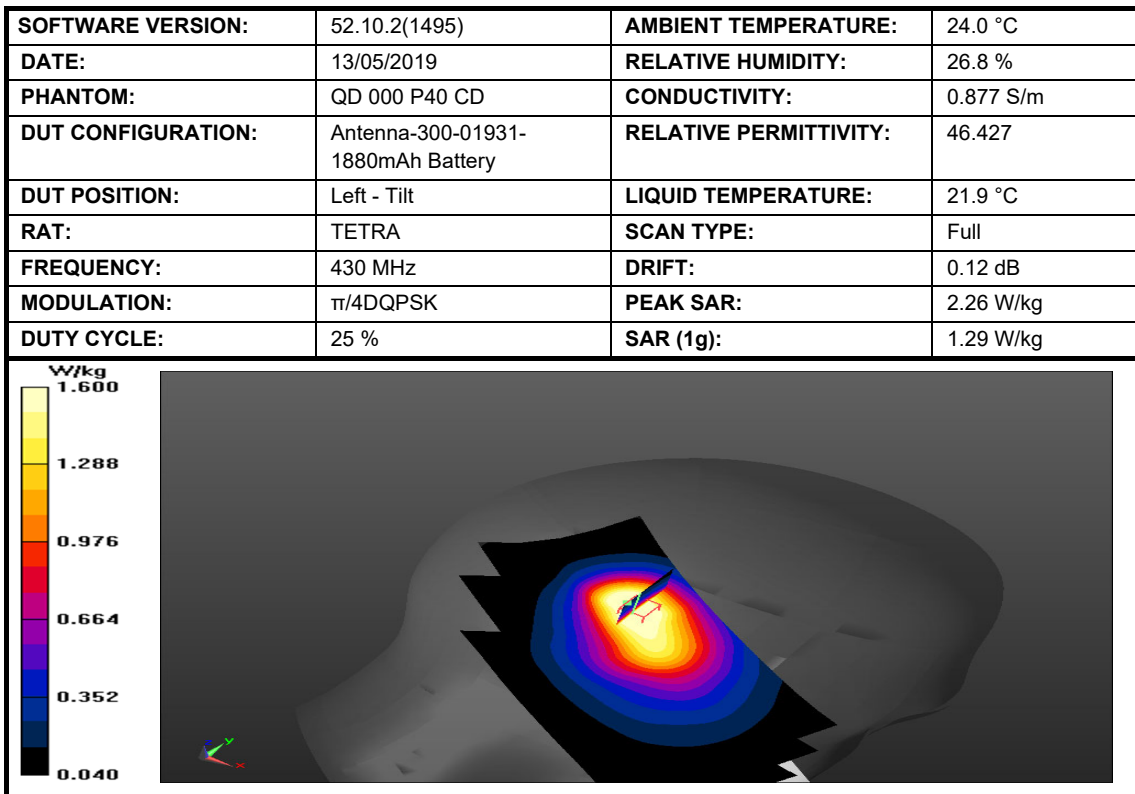 SOFTWARE VERSION: 52.10.2(1495) AMBIENT TEMPERATURE: 24.0 °C
DATE: 13/05/2019 RELATIVE HUMIDITY: 26.8 %
PHANTOM: QD 000 P40 CD CONDUCTIVITY: 0.877 S/m
DUT CONFIGURATION: Antenna-300-01931- RELATIVE PERMITTIVITY: 46.427
1880mAh Battery
DUT POSITION: Left - Tilt LIQUID TEMPERATURE: 21.9 °C
RAT: TETRA SCAN TYPE: Full
FREQUENCY: 430 MHz DRIFT: 0.12 dB
MODULATION: π/4DQPSK PEAK SAR: 2.26 W/kg
DUTY CYCLE: 25 % SAR (1g): 1.29 W/kg
W/kg
1.600
1.288
0.976
0.664
0.352
0.040
z y
x